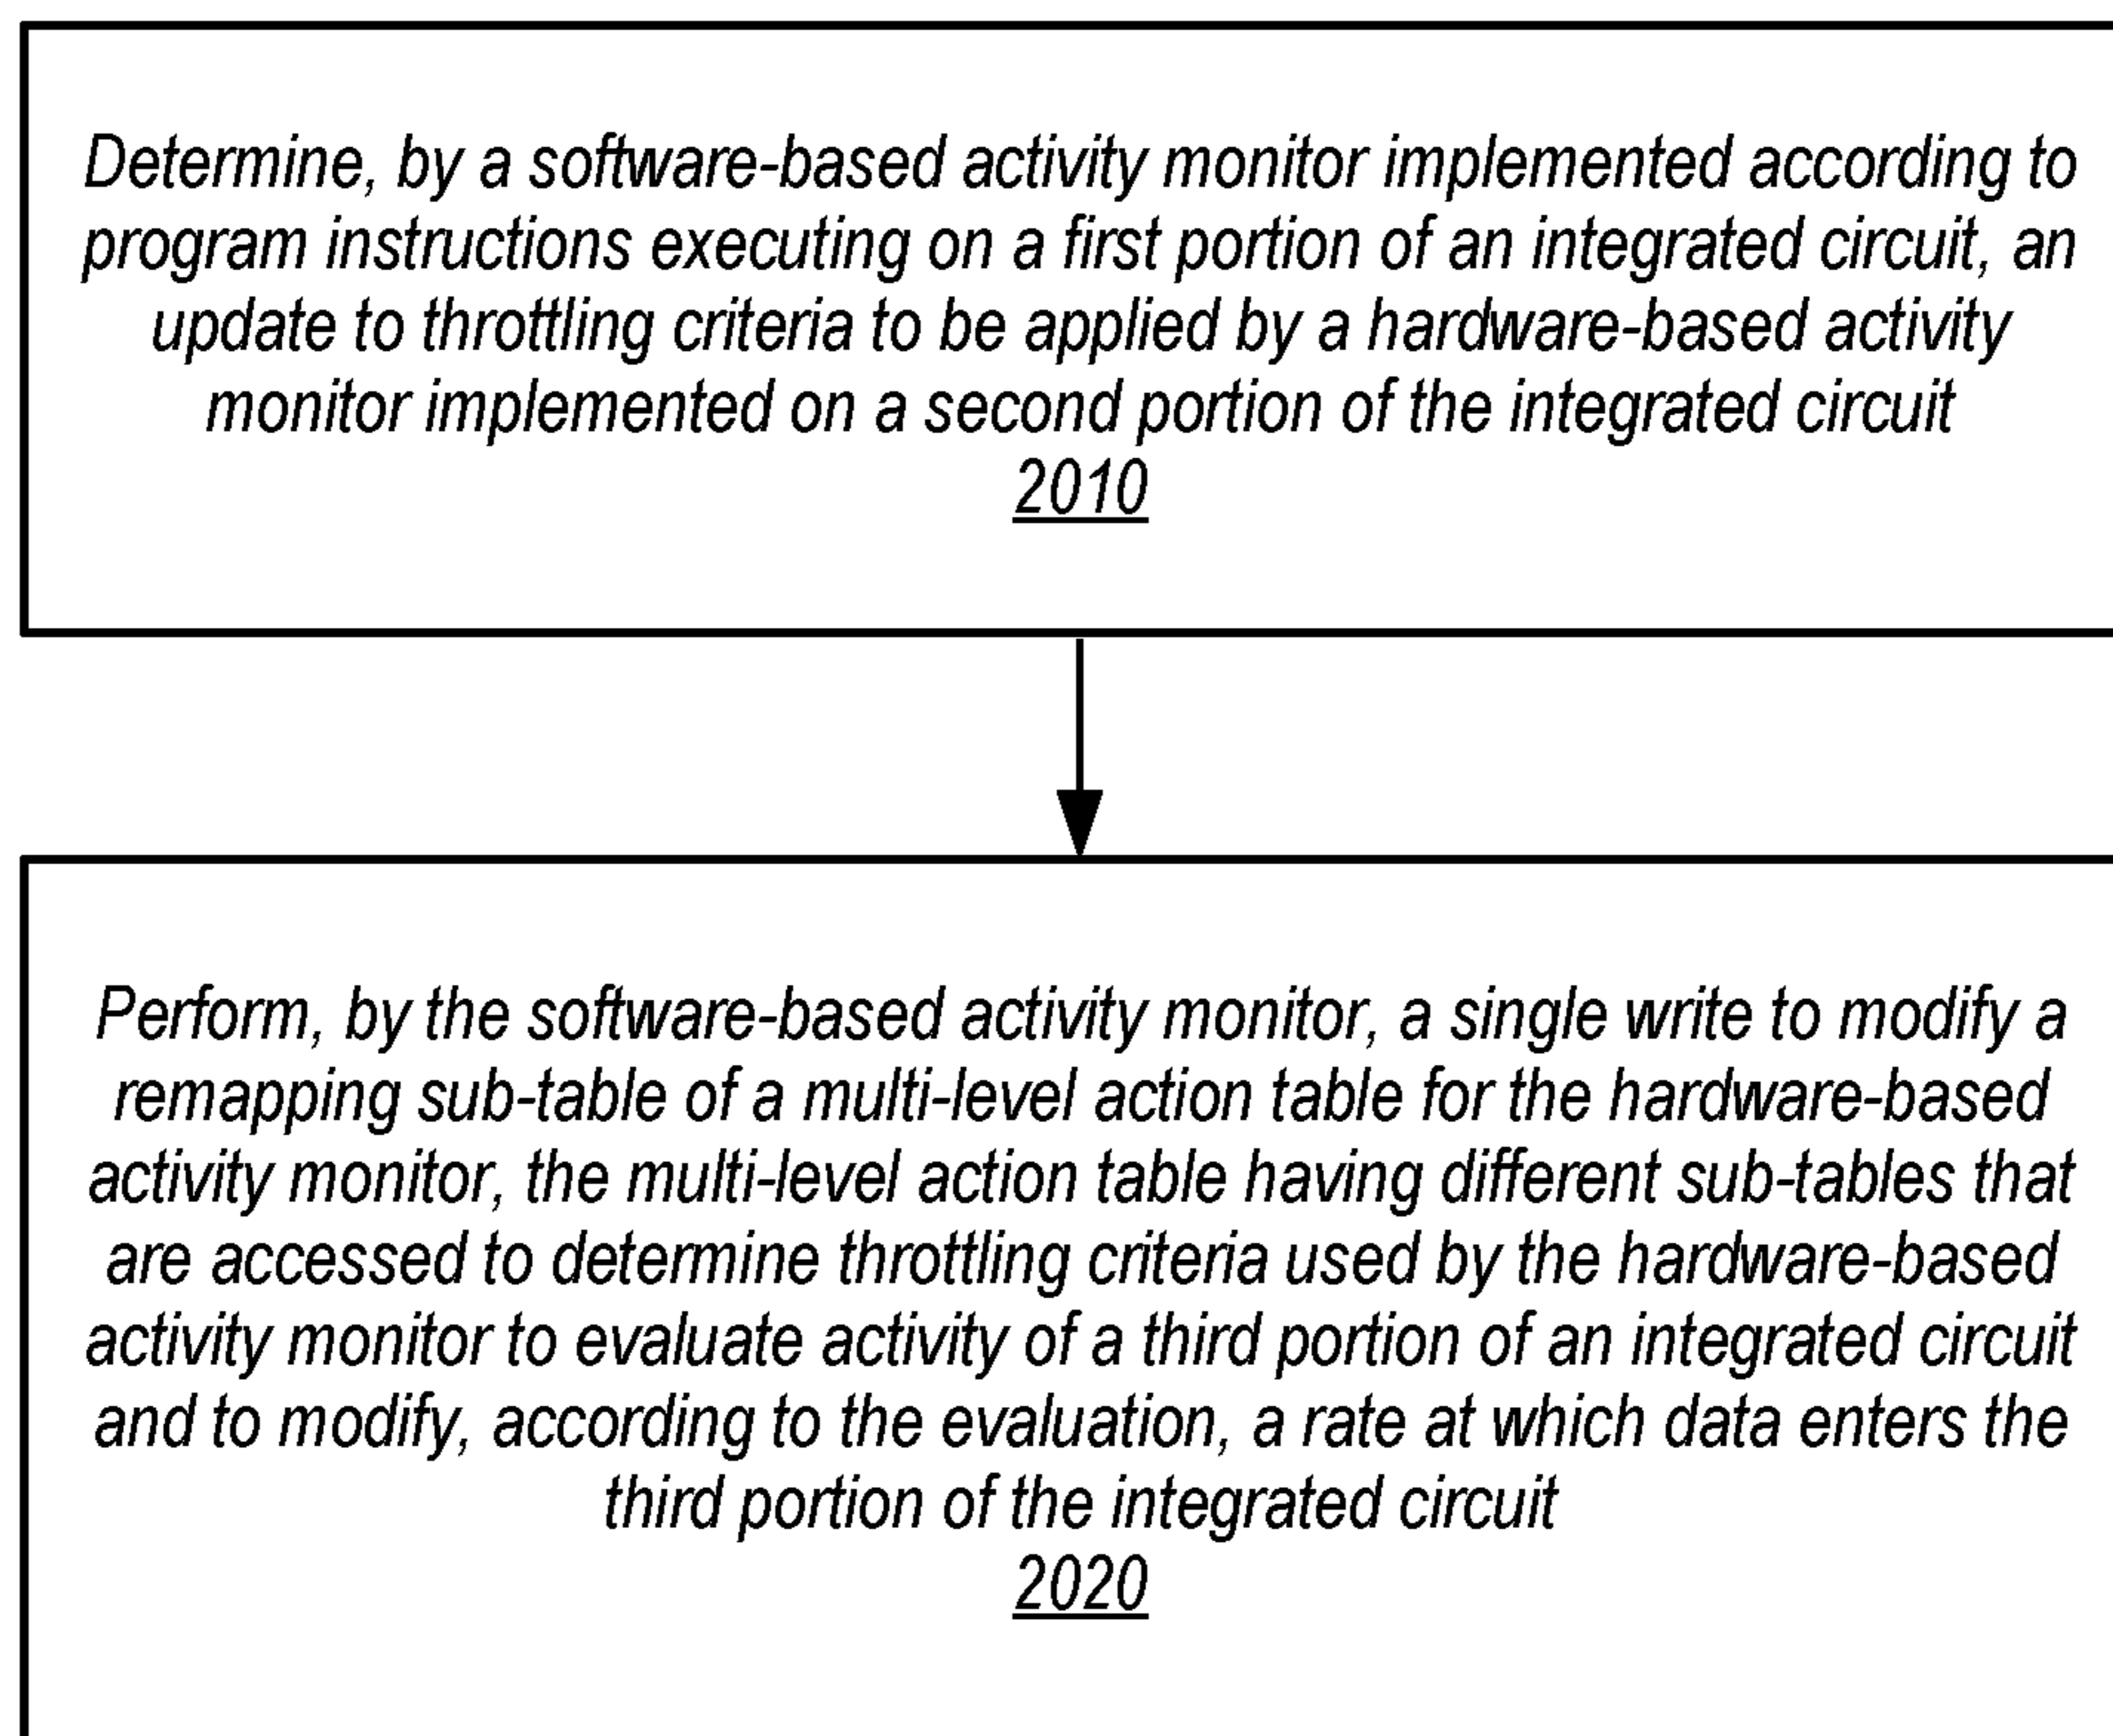 Determine, by a software-based activity monitor implemented according to
program instructions executing on a first portion of an integrated circuit, an
update to throttling criteria to be applied by a hardware-based activity
monitor implemented on a second portion of the integrated circuit
2010
Perform, by the software-based activity monitor, a single write to modify a
remapping sub-table of a multi-level action table for the hardware-based
activity monitor, the multi-level action table having different sub-tables that
are accessed to determine throttling criteria used by the hardware-based
activity monitor to evaluate activity of a third portion of an integrated circuit
and to modify, according to the evaluation, a rate at which data enters the
third portion of the integrated circuit
2020